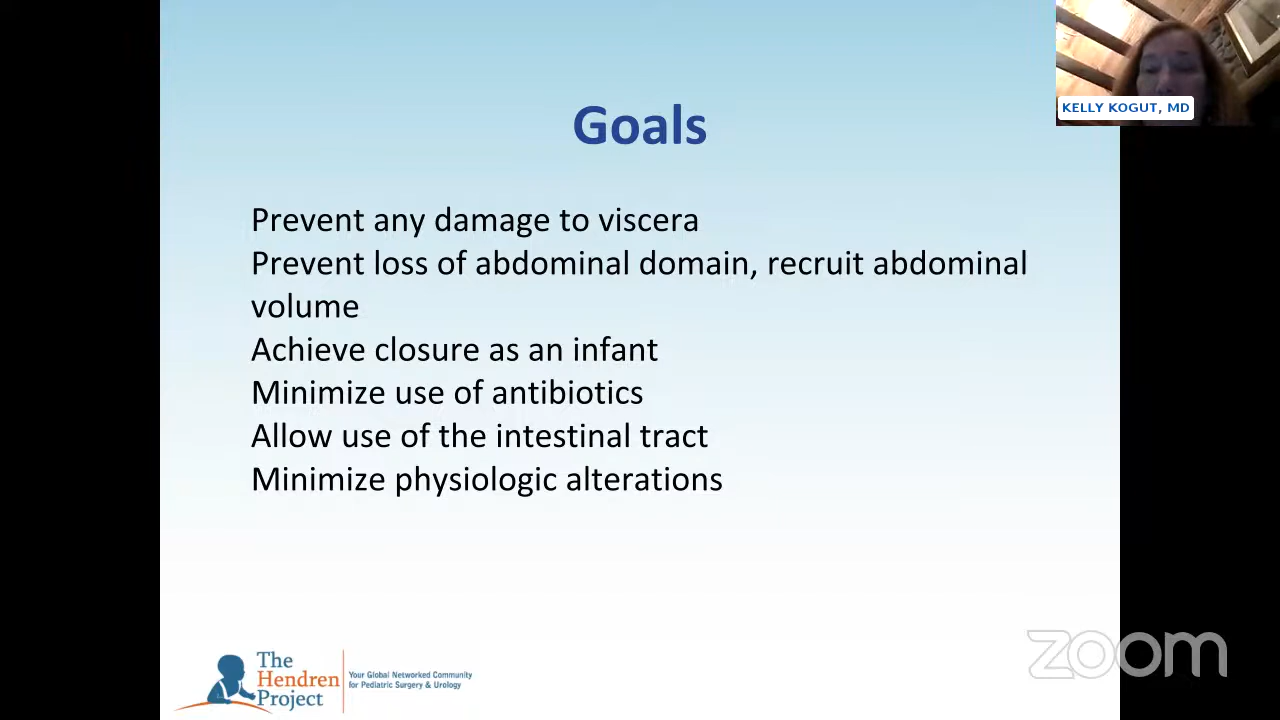 KELLY KOGUT, MD
Goals
Prevent any damage to viscera
Prevent loss of abdominal domain, recruit abdominal
volume
Achieve closure as an infant
Minimize use of antibiotics
Allow use of the intestinal tract
Minimize physiologic alterations
The
Hendren
Project
Your Global Networked Community
for Pediatric Surgery & Urology
zoom